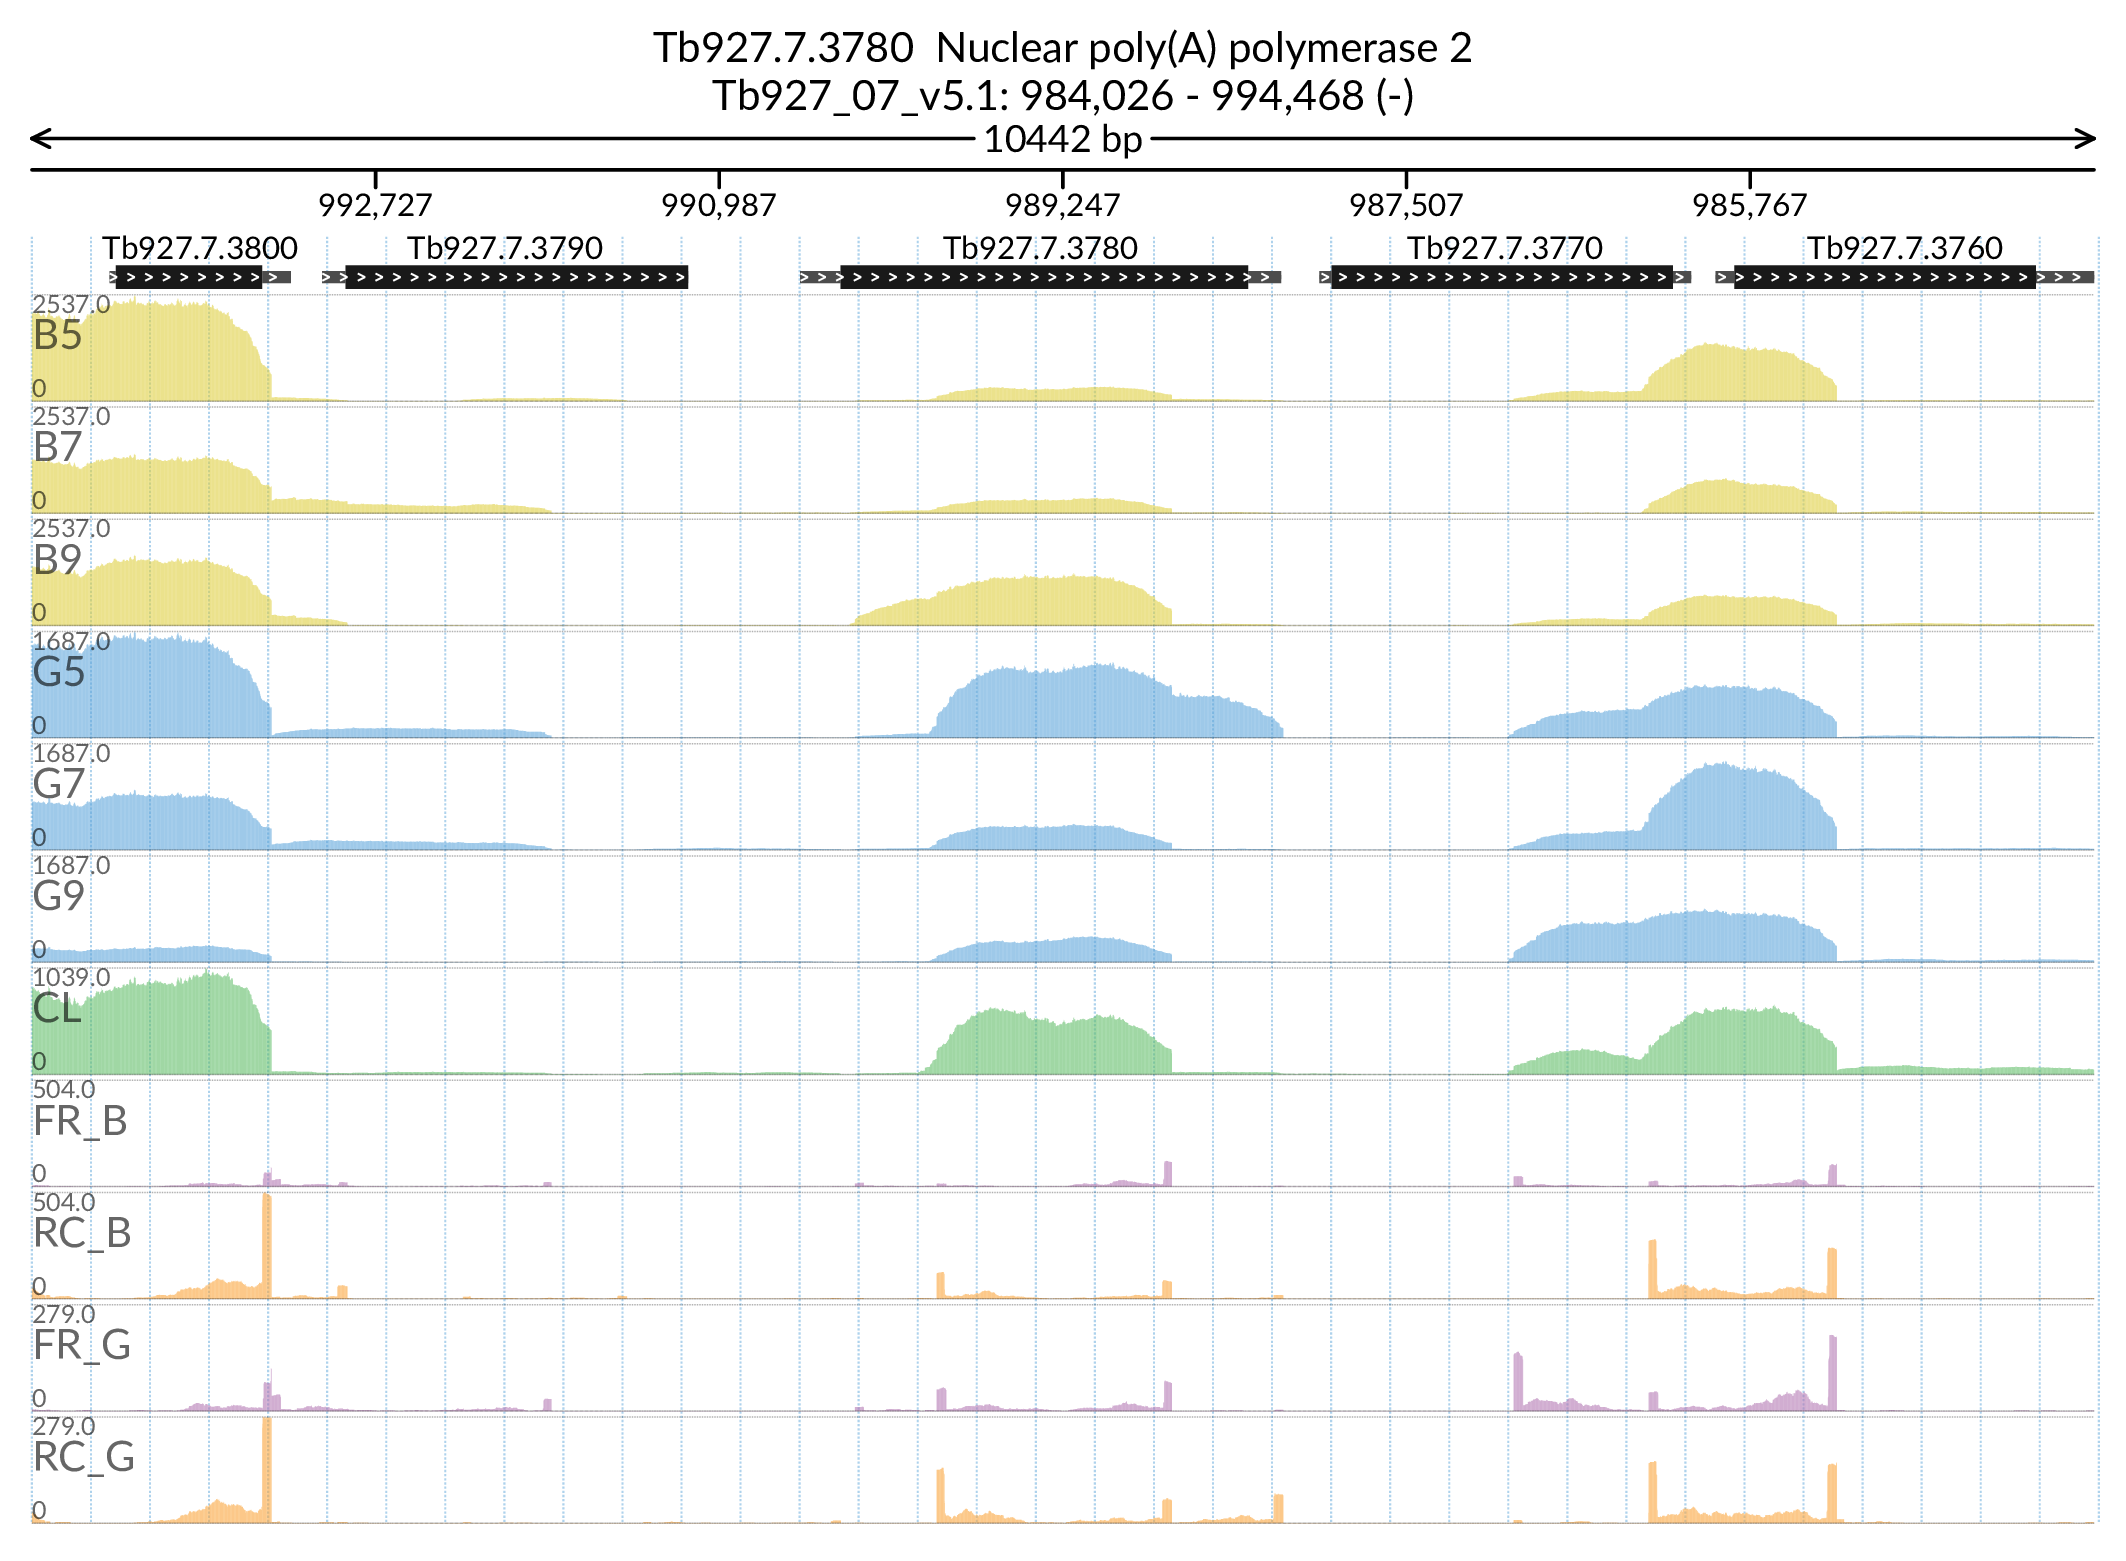 Tb927.7.3780  Nuclear poly(A) polymerase 2
Tb927_07_v5.1: 984,026 - 994,468 (-)
10442 bp
992,727 990,987 989,247 987,507 985,767
Tb927.7.3800 Tb927.7.3790 Tb927.7.3780 Tb927.7.3770 Tb927.7.3760
2537.0
B5
0
2537.0
B7
0
2537.0
B9
0
1687.0
G5
0
1687.0
G7
0
1687.0
G9
0
1039.0
CL
0
504.0
FR_B
0
504.0
RC_B
0
279.0
FR_G
0
279.0
RC_G
0